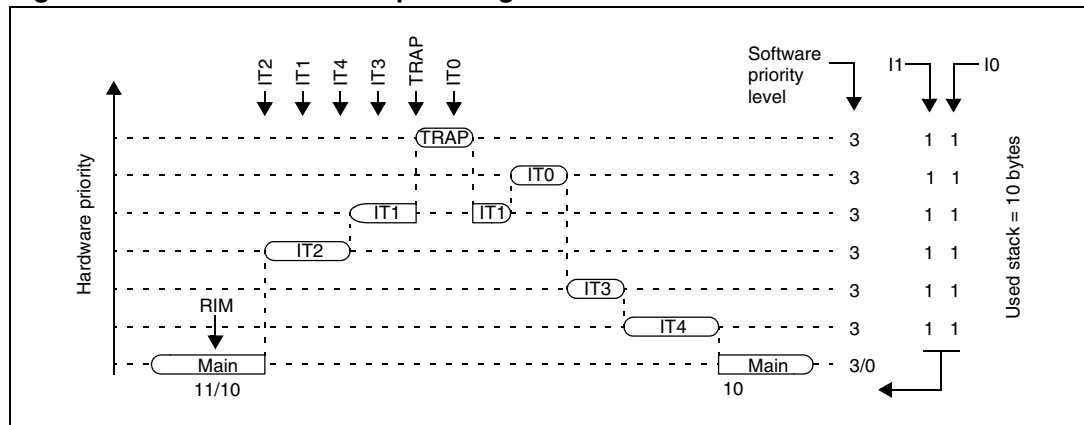 IT2
IT1
IT4
IT3
TRAP
IT0
Software
priority
level
I1
I0
Hardware priority
TRAP
3
1 1
IT0
3
1 1
IT1
IT1
3
1 1
IT2
3
1 1
RIM
IT3
3
1 1
IT4
3
1 1
Main
Main
3/0
11/10
10
Used stack = 10 bytes